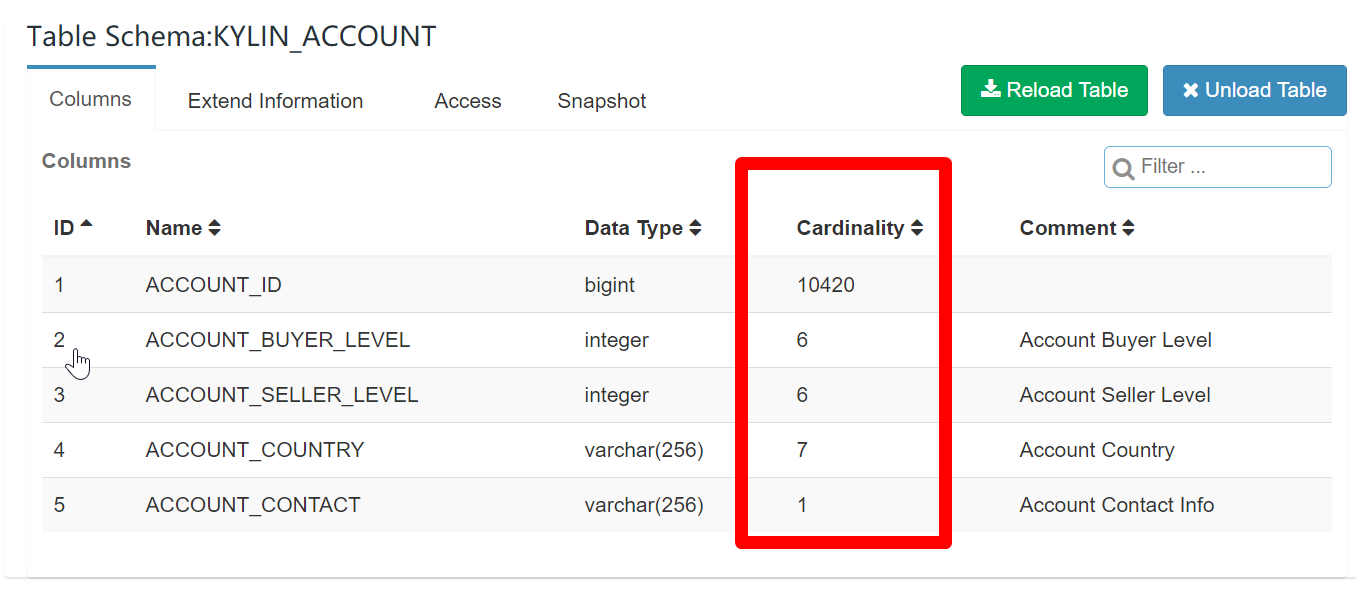 Table Schema:KYLIN_ACCOUNT
Columns Extend Information Access Snapshot Reload Table Unload Table
Columns Filter ...
ID Name Data Type Cardinality Comment
1 ACCOUNT_ID bigint 10420
2 ACCOUNT_BUYER_LEVEL integer 6 Account Buyer Level
3 ACCOUNT_SELLER_LEVEL integer 6 Account Seller Level
4 ACCOUNT_COUNTRY varchar(256) 7 Account Country
5 ACCOUNT_CONTACT varchar(256) 1 Account Contact Info